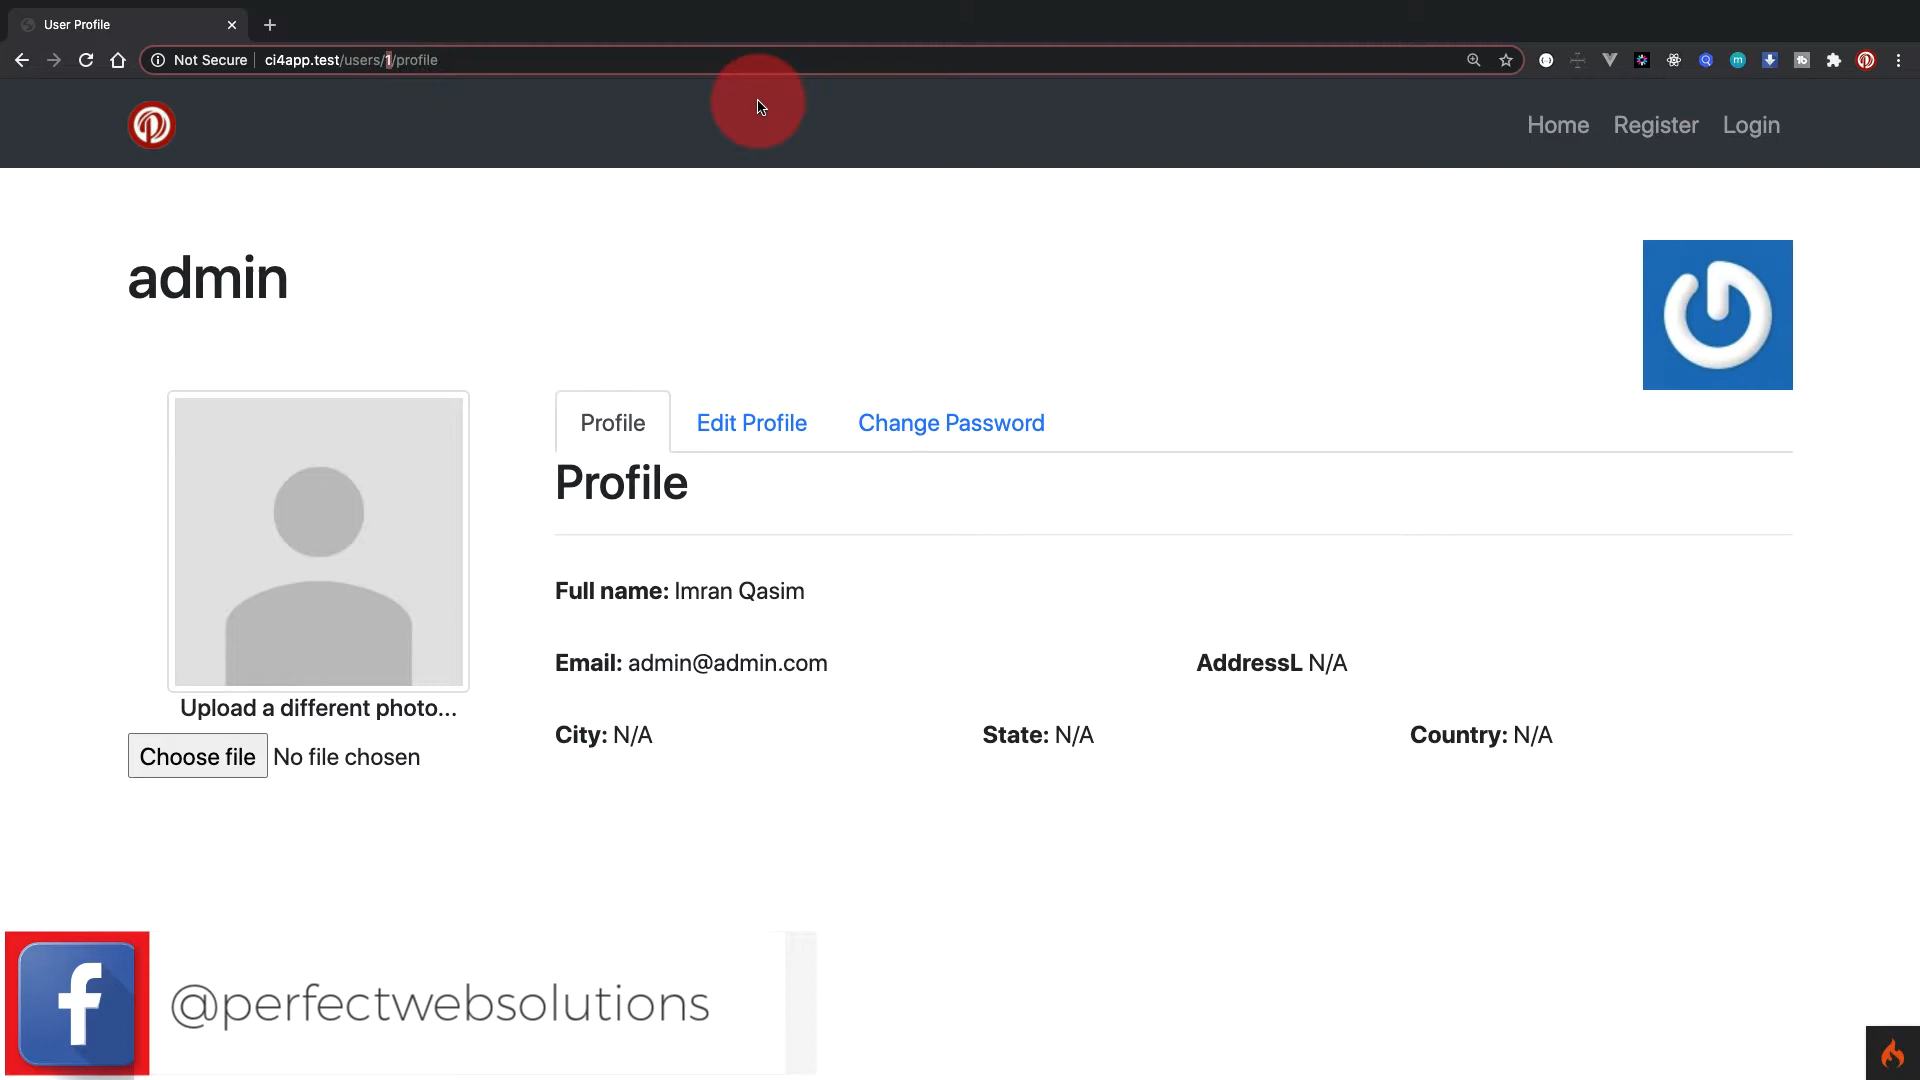 User Profile
Not Secure ci4app.test/users/1/profile
Home Register Login
admin
Profile Edit Profile Change Password
Profile
Full name: Imran Qasim
Email: admin@admin.com AddressL N/A
Upload a different photo...
City: N/A State: N/A Country: N/A
Choose file No file chosen
@perfectwebsolutions